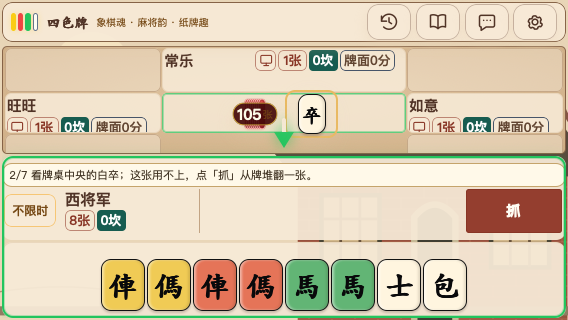 四色牌 象棋魂 · 麻将韵 · 纸牌趣
常乐 1张 0坎 牌面0分
旺旺
1张 0坎 牌面0分
105
卒
如意
1张 0坎 牌面0分
2/7 看牌桌中央的白卒；这张用不上，点「抓」从牌堆翻一张。
不限时
西将军
8张 0坎
抓
俥 傌 俥 傌 馬 馬 士 包